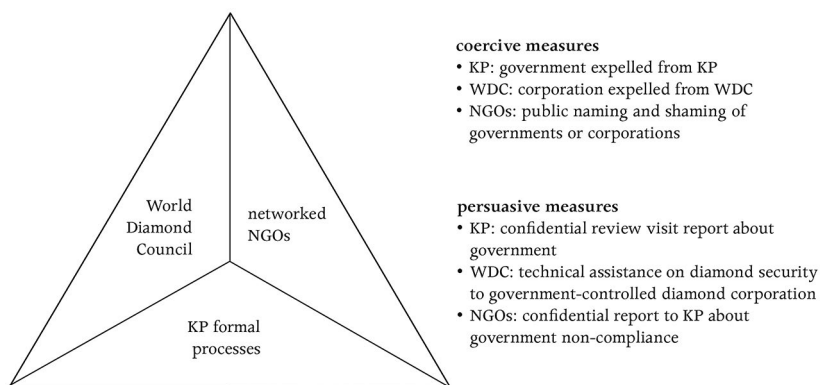 World
Diamond
Council
networked
NGOs
KP formal
processes
coercive measures
• KP: government expelled from KP
• WDC: corporation expelled from WDC
• NGOs: public naming and shaming of
governments or corporations
persuasive measures
• KP: confidential review visit report about
government
• WDC: technical assistance on diamond security
to government-controlled diamond corporation
• NGOs: confidential report to KP about
government non-compliance